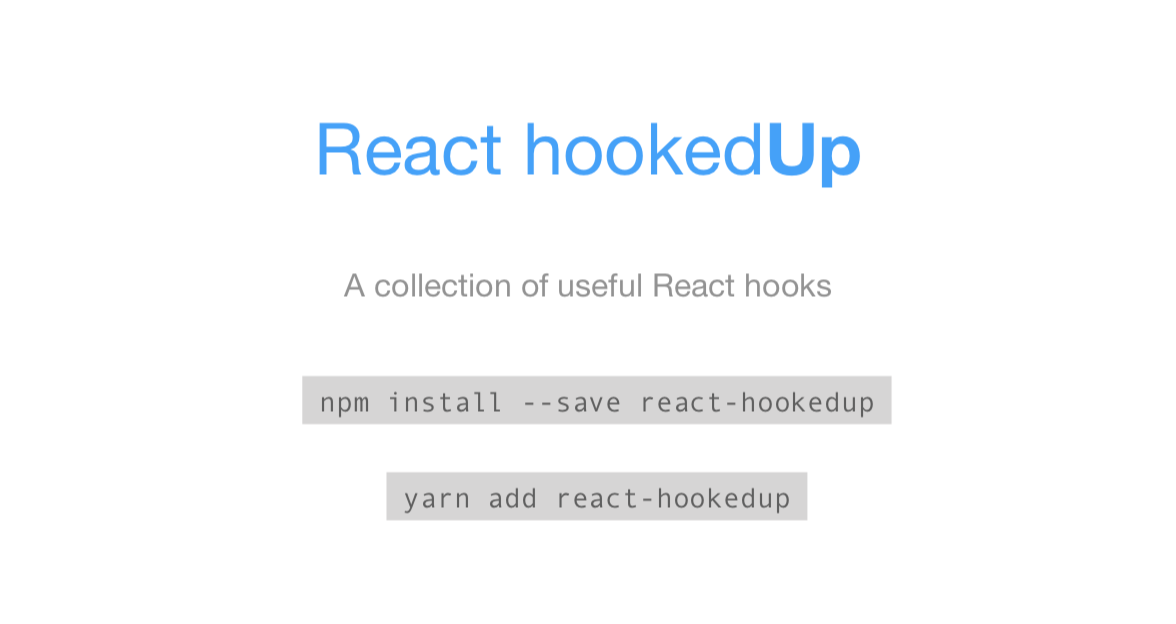 React hookedUp
A collection of useful React hooks
npm install --save react-hookedup
yarn add react-hookedup